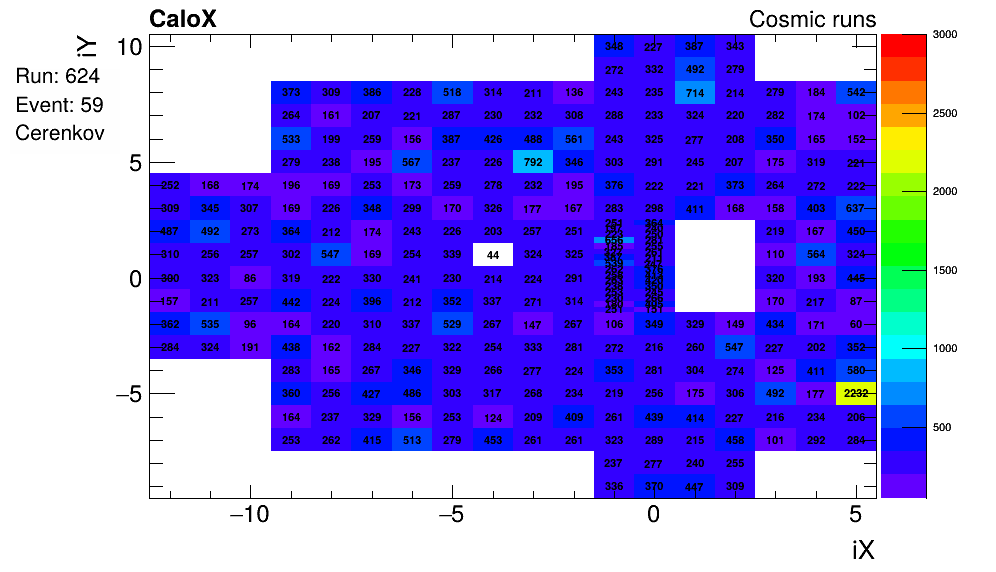 CaloX Cosmic runs
iY
Run: 624
Event: 59
Cerenkov
10 348 227 387 343 3000
272 332 492 279
373 309 386 226 518 314 211 136 243 235 714 214 279 184 542
264 161 207 221 287 230 232 308 288 233 324 220 282 174 102 2500
533 199 259 156 387 426 488 561 243 325 277 208 350 165 152
5 279 238 195 567 237 226 792 346 303 291 245 207 175 319 221
252 168 174 196 169 253 173 259 278 232 195 376 222 221 373 264 272 222 2000
309 345 307 169 226 346 299 170 326 177 167 263 298 411 168 158 403 637
487 492 273 364 212 174 243 226 203 257 251 219 167 450
310 256 257 302 547 169 254 339 44 324 325 110 564 324 1500
0 323 86 319 232 330 241 230 214 224 291 320 193 445
157 211 257 442 224 396 212 352 337 271 314 170 217 87
362 535 96 164 220 310 337 529 267 147 267 106 349 329 149 434 171 60
284 324 191 438 162 284 227 322 254 333 281 272 216 260 547 227 202 352 1000
283 165 267 346 329 266 277 224 353 281 304 274 125 411 580
−5 360 256 427 486 303 317 268 234 219 256 175 306 492 177 2232
164 237 329 156 253 124 209 409 261 439 414 227 216 234 206 500
253 262 415 513 279 453 261 261 323 289 215 458 101 292 284
237 277 240 255
336 370 447 309
−10 −5 0 5
iX